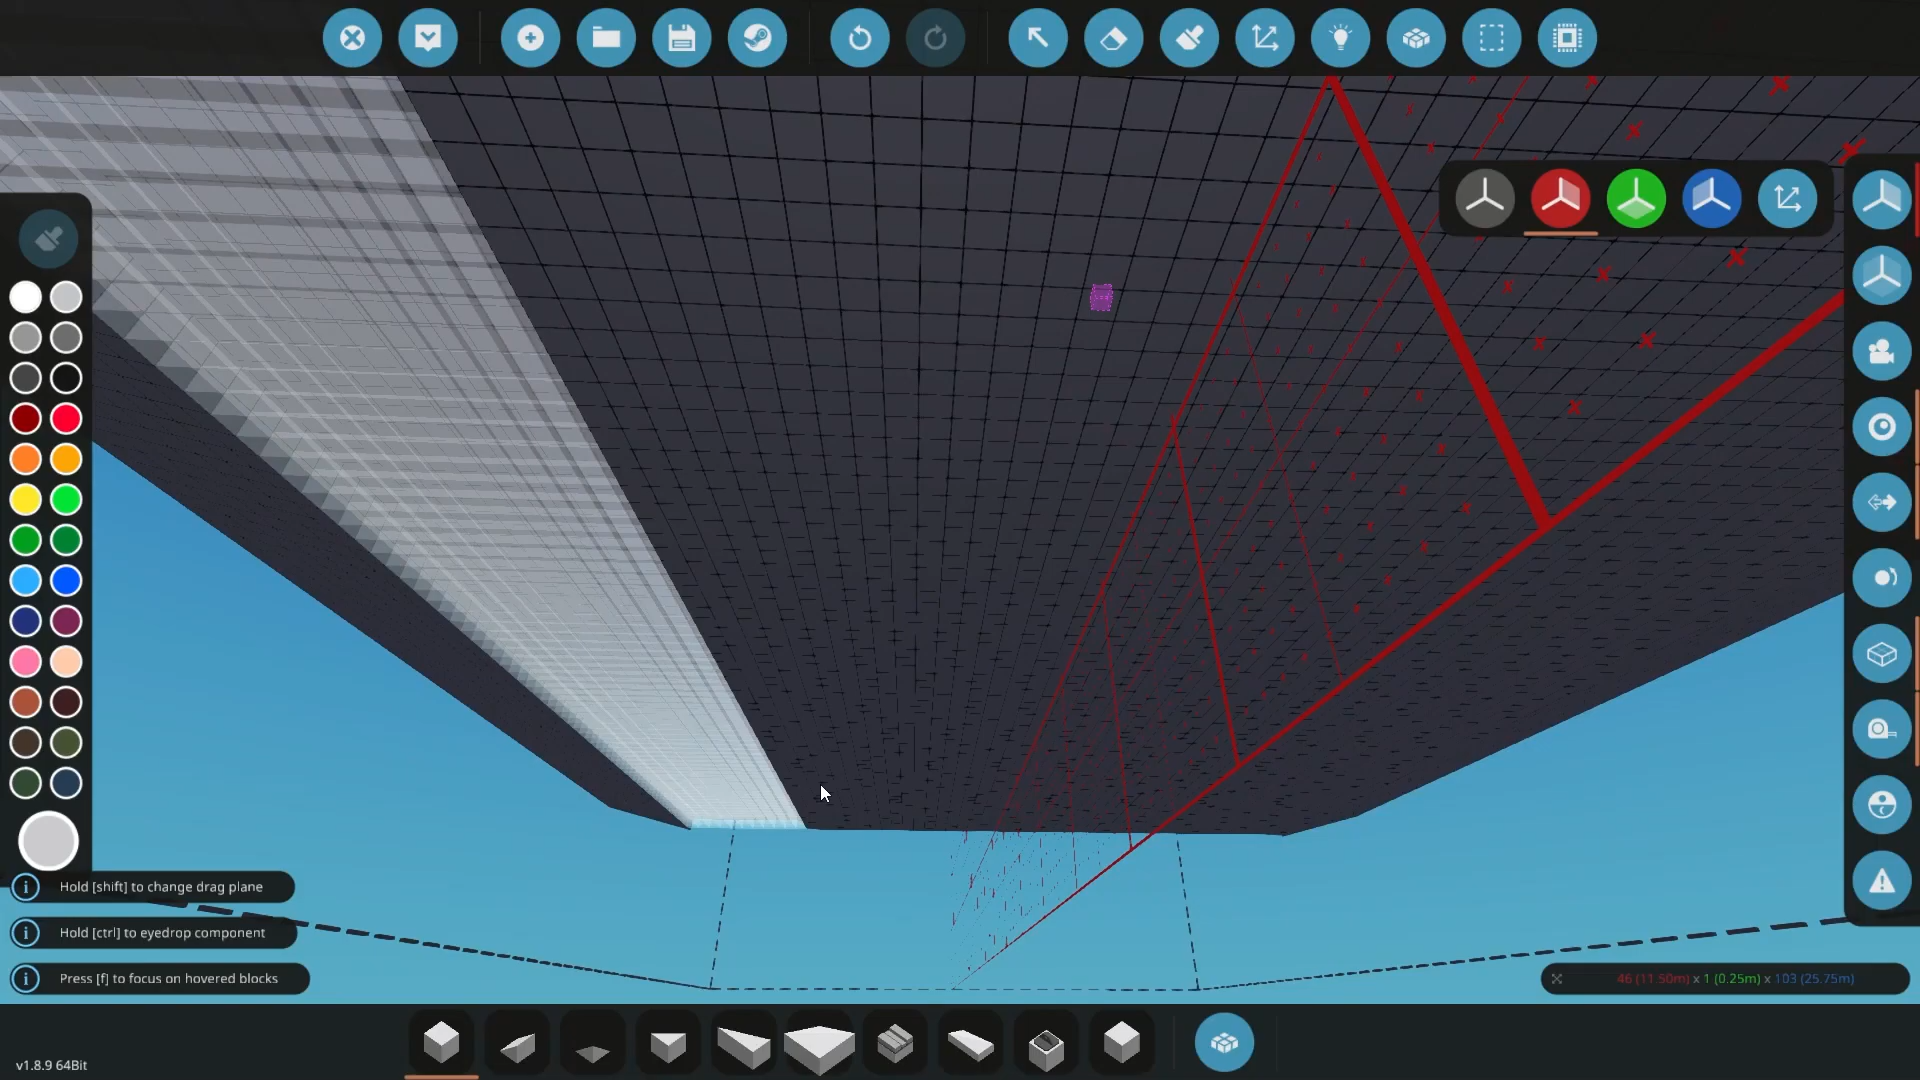 Hold [shift] to change drag plane
Hold [ctrl] to eyedrop component
Press [f] to focus on hovered blocks
46 (11.50m) x 1 (0.25m) x 103 (25.75m)
v1.8.9 64Bit